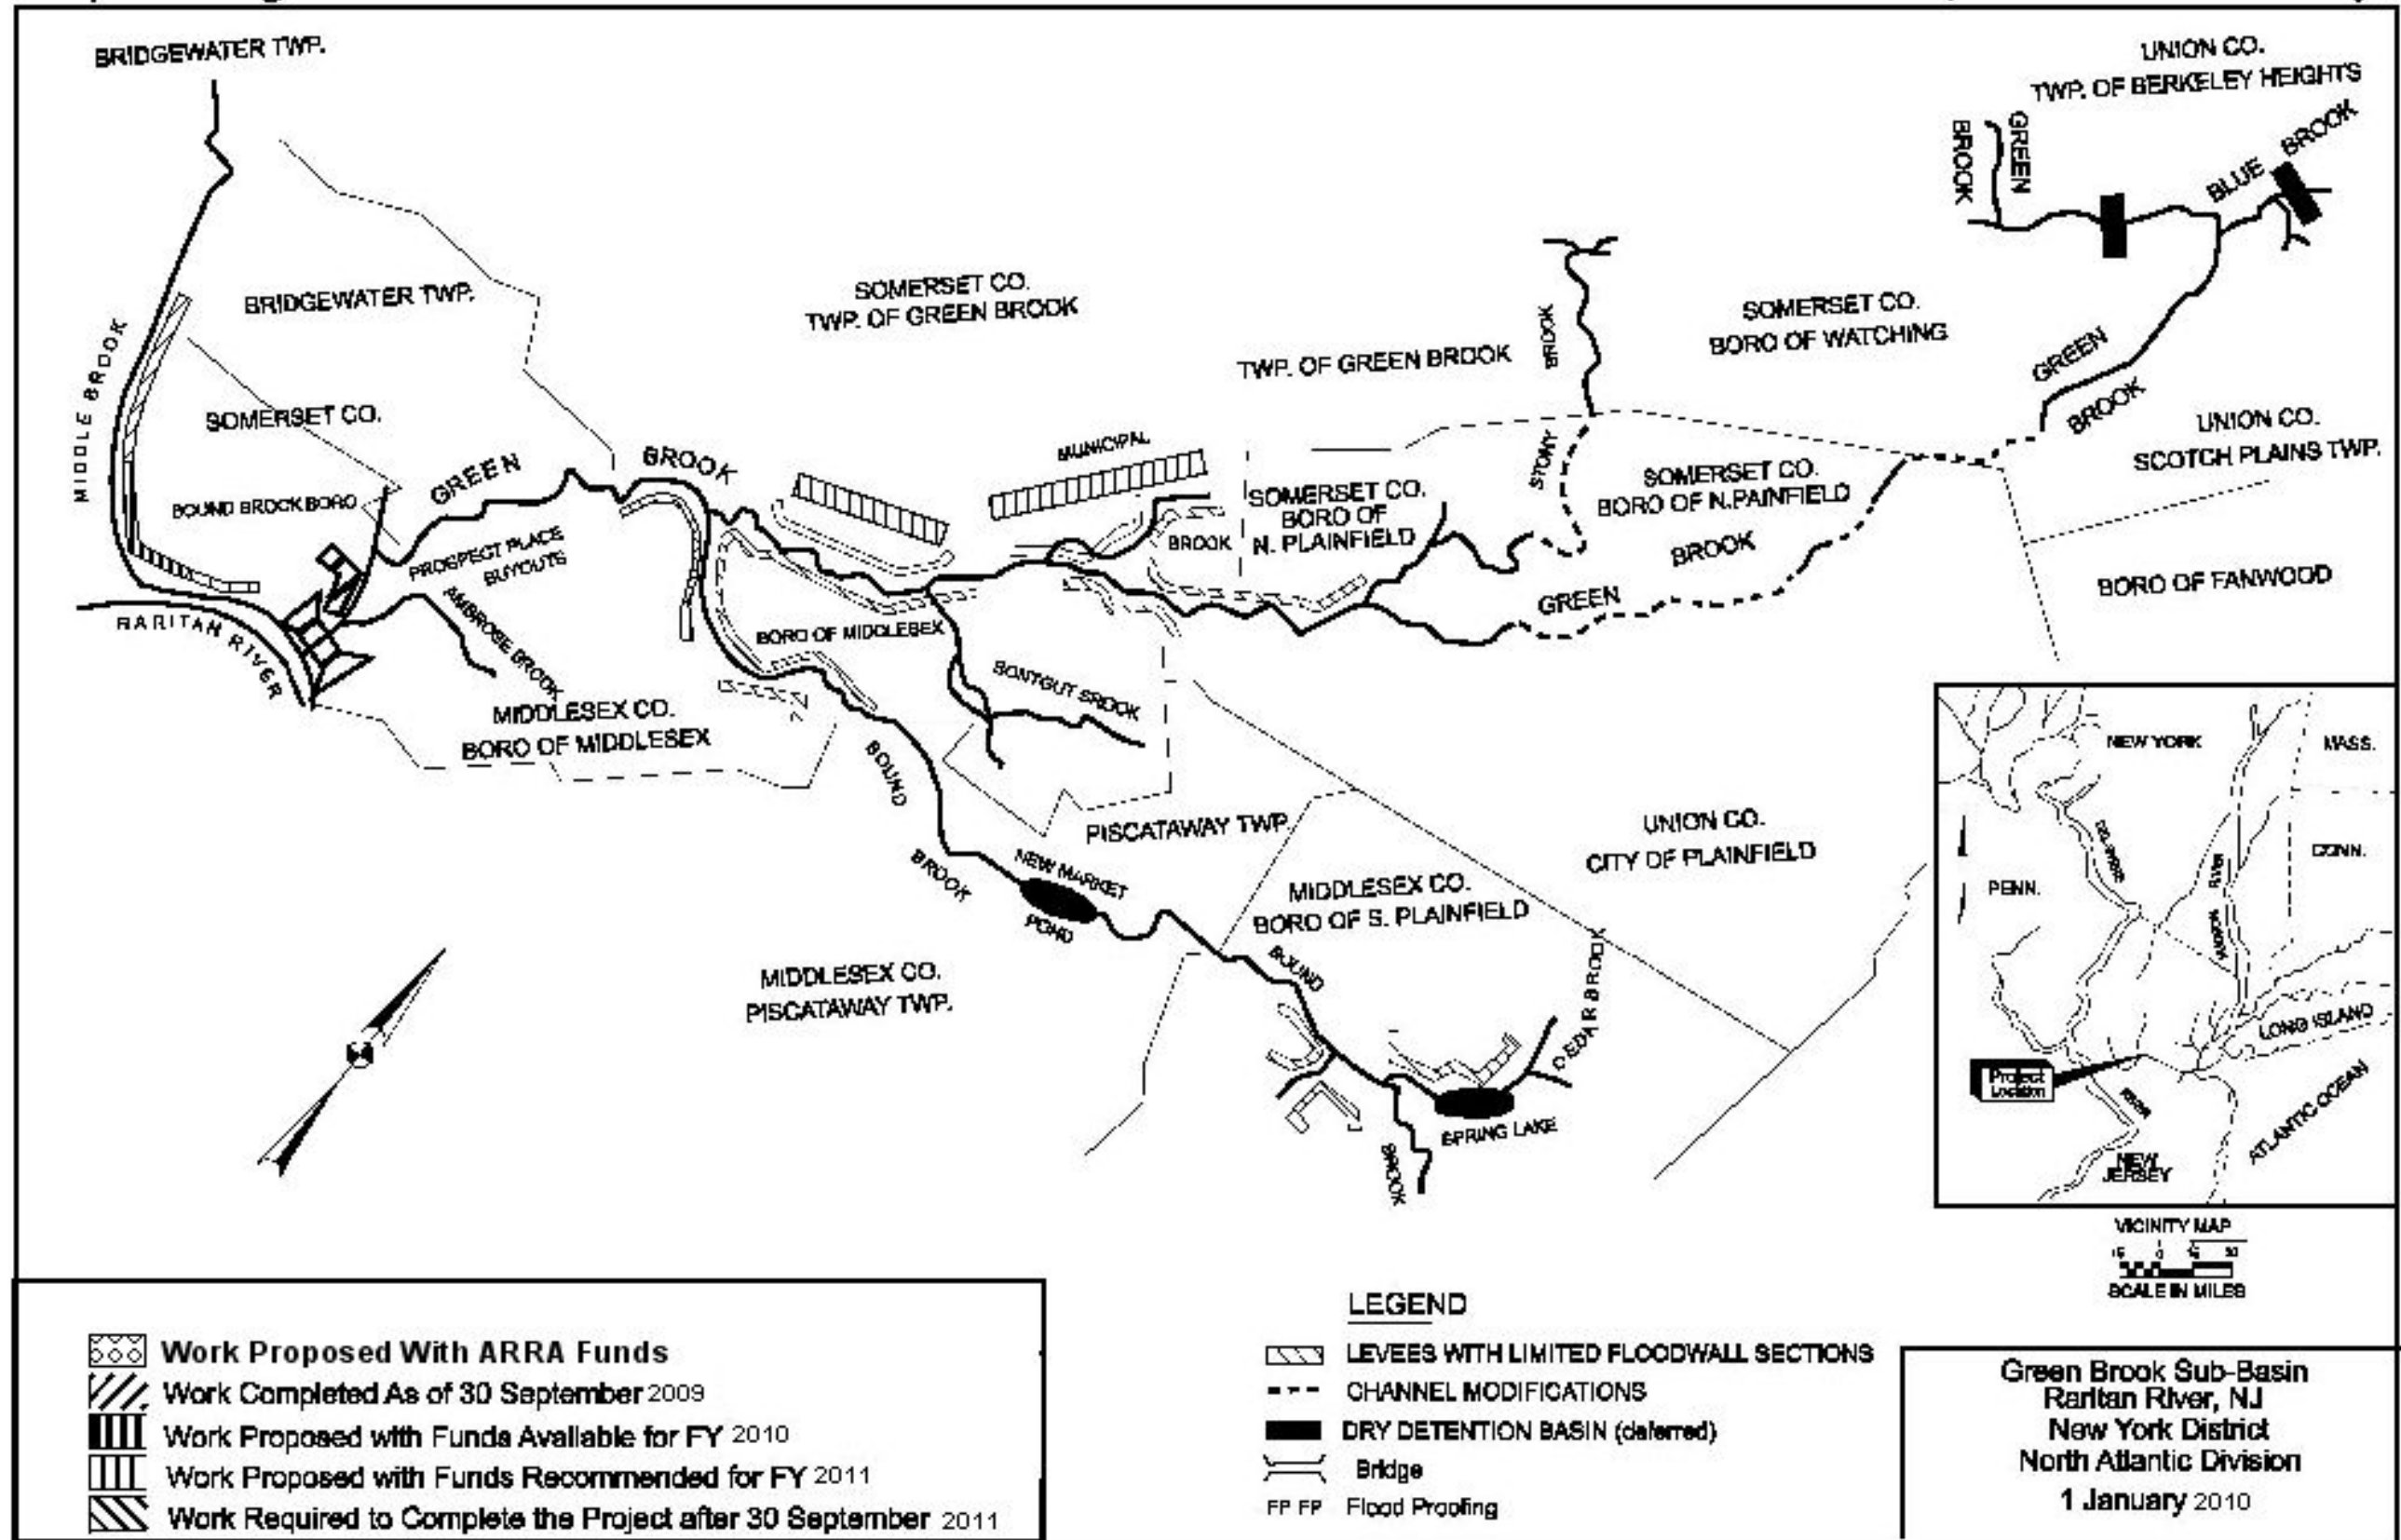 BRIDGEWATER TWP.
UNION CO.
TWP. OF BERKELEY HEIGHTS
GREEN
BROOK
BLUE BROOK
BRIDGEWATER TWP.
SOMERSET CO.
TWP. OF GREEN BROOK
TWP. OF GREEN BROOK
BROOK
STONY
SOMERSET CO.
BORO OF WATCHING
GREEN
BROOK
MIDDLE BROOK
SOMERSET CO.
BOUND BROOK BORO
GREEN
BROOK
MUNICIPAL
UNION CO.
SCOTCH PLAINS TWP.
SOMERSET CO.
BORO OF
N. PLAINFIELD
BROOK
SOMERSET CO.
BORO OF N.PAINFIELD
BROOK
GREEN
PROSPECT PLACE
BUYOUTS
AMBROSE BROOK
RARITAN RIVER
BORO OF MIDDLESEX
BORO OF FANWOOD
MIDDLESEX CO.
BORO OF MIDDLESEX
BONTGUT BROOK
BOUND
BROOK
PISCATAWAY TWP.
NEW MARKET
POND
UNION CO.
CITY OF PLAINFIELD
MIDDLESEX CO.
BORO OF S. PLAINFIELD
BOUND
BROOK
CEDAR BROOK
SPRING LAKE
MIDDLESEX CO.
PISCATAWAY TWP.
NEW YORK
MASS.
CONN.
PENN.
RIVER
HUDSON
LONG ISLAND
Project
Location
RIVER
NEW
JERSEY
ATLANTIC OCEAN
VICINITY MAP
15 0 15 30
SCALE IN MILES
Work Proposed With ARRA Funds
Work Completed As of 30 September 2009
Work Proposed with Funds Available for FY 2010
Work Proposed with Funds Recommended for FY 2011
Work Required to Complete the Project after 30 September 2011
LEGEND
LEVEES WITH LIMITED FLOODWALL SECTIONS
CHANNEL MODIFICATIONS
DRY DETENTION BASIN (deferred)
Bridge
FP FP Flood Proofing
Green Brook Sub-Basin
Raritan River, NJ
New York District
North Atlantic Division
1 January 2010